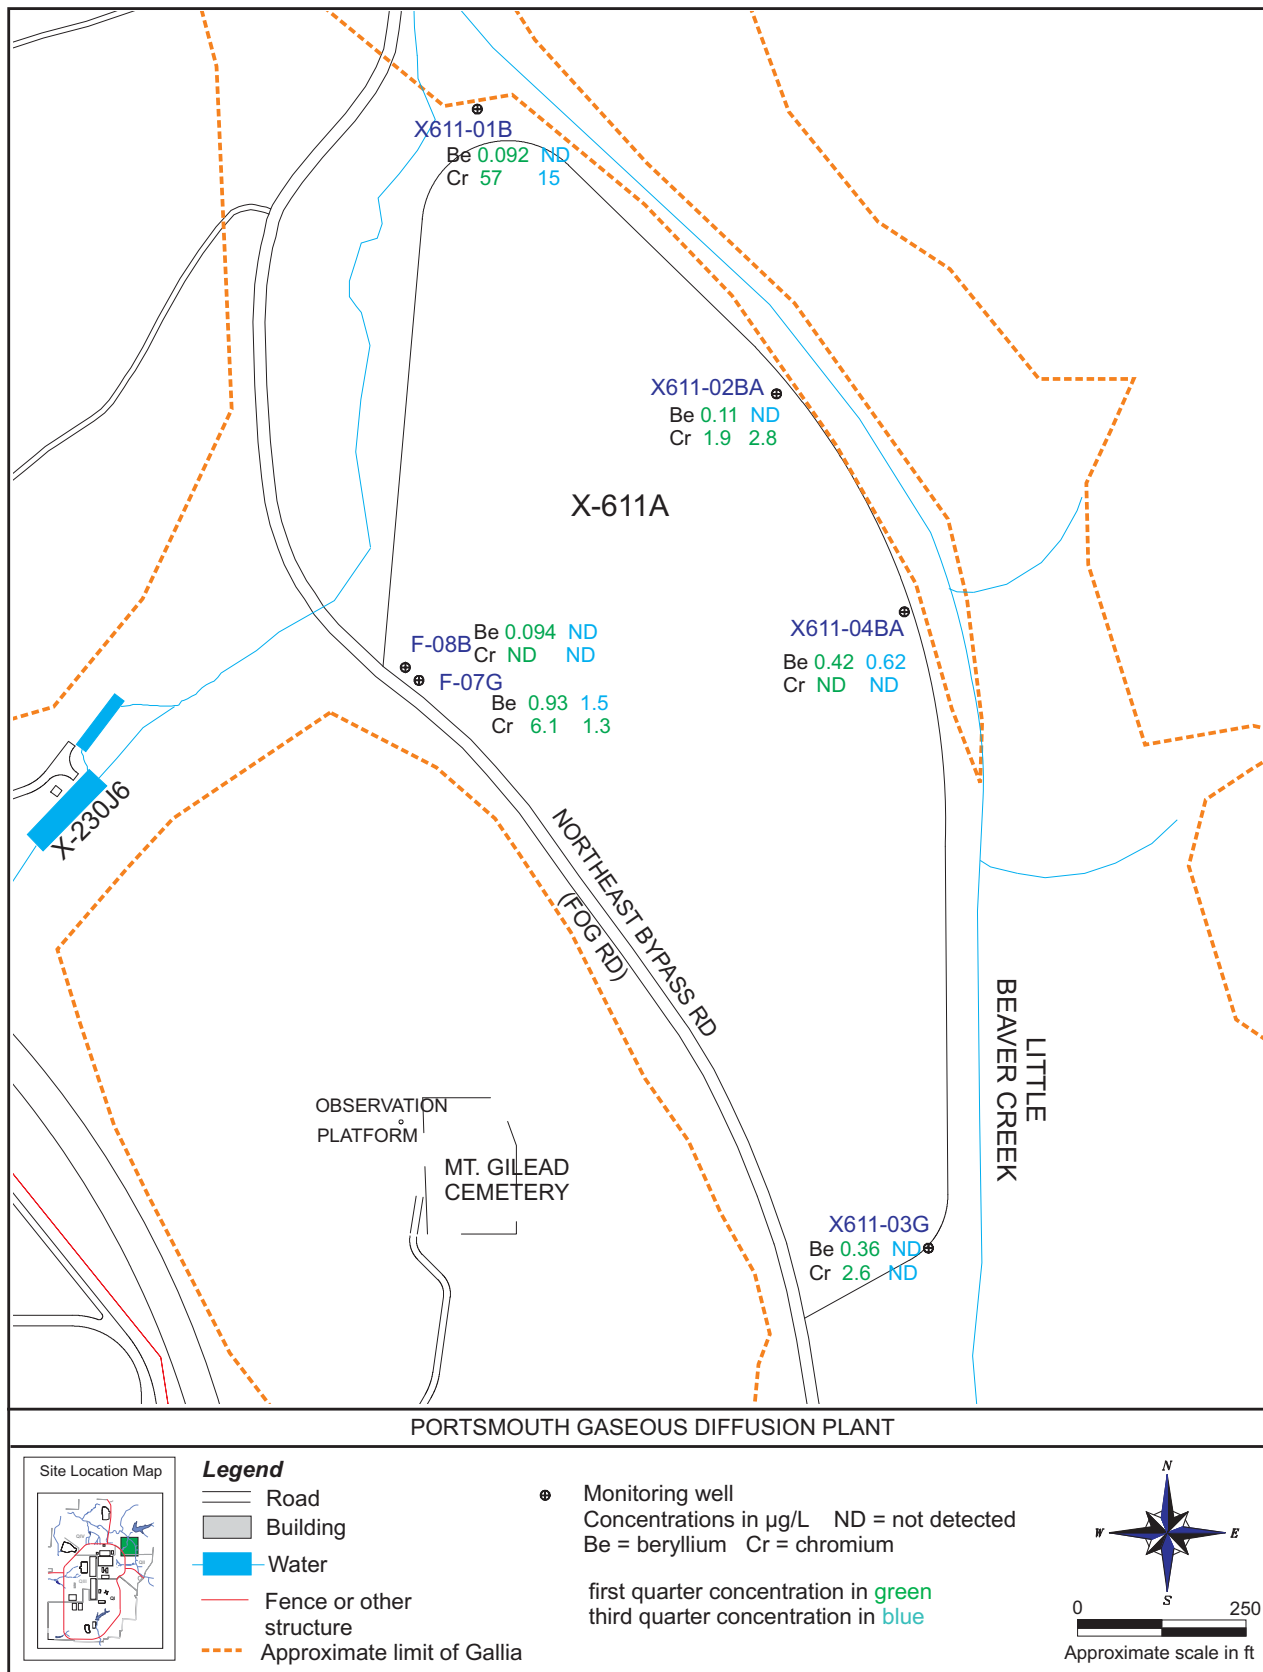 X611-01B
Be 0.092 ND
Cr 57 15
X611-02BA
Be 0.11 ND
Cr 1.9 2.8
X-611A
F-08B
Be 0.094 ND
Cr ND ND
X611-04BA
Be 0.42 0.62
Cr ND ND
F-07G
Be 0.93 1.5
Cr 6.1 1.3
X-230J6
NORTHEAST BYPASS RD
(FOG RD)
LITTLE
BEAVER CREEK
OBSERVATION
PLATFORM
MT. GILEAD
CEMETERY
X611-03G
Be 0.36 ND
Cr 2.6 ND
PORTSMOUTH GASEOUS DIFFUSION PLANT
Site Location Map
Legend
Road
Building
Water
Fence or other
structure
Approximate limit of Gallia
Monitoring well
Concentrations in µg/L ND = not detected
Be = beryllium Cr = chromium
first quarter concentration in green
third quarter concentration in blue
N
W E
S
0 250
Approximate scale in ft